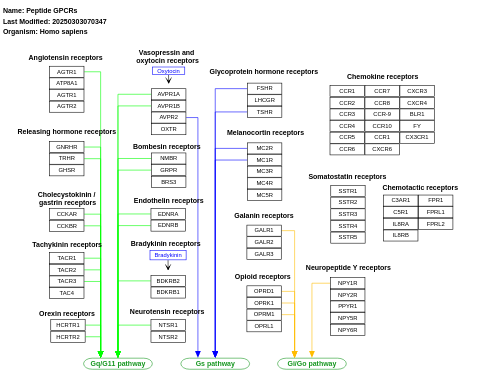 Name: Peptide GPCRs
Last Modified: 20250303070347
Organism: Homo sapiens
Angiotensin receptors
AGTR1
ATP8A1
AGTR1
AGTR2
Releasing hormone receptors
GNRHR
TRHR
GHSR
Cholecystokinin /
gastrin receptors
CCKAR
CCKBR
Tachykinin receptors
TACR1
TACR2
TACR3
TAC4
Orexin receptors
HCRTR1
HCRTR2
Vasopressin and
oxytocin receptors
Oxytocin
AVPR1A
AVPR1B
AVPR2
OXTR
Bombesin receptors
NMBR
GRPR
BRS3
Endothelin receptors
EDNRA
EDNRB
Bradykinin receptors
Bradykinin
BDKRB2
BDKRB1
Neurotensin receptors
NTSR1
NTSR2
Glycoprotein hormone receptors
FSHR
LHCGR
TSHR
Melanocortin receptors
MC2R
MC1R
MC3R
MC4R
MC5R
Galanin receptors
GALR1
GALR2
GALR3
Opioid receptors
OPRD1
OPRK1
OPRM1
OPRL1
Chemokine receptors
CCR1 CCR7 CXCR3
CCR2 CCR8 CXCR4
CCR3 CCR-9 BLR1
CCR4 CCR10 FY
CCR5 CCR1 CX3CR1
CCR6 CXCR6
Somatostatin receptors
SSTR1
SSTR2
SSTR3
SSTR4
SSTR5
Chemotactic receptors
C3AR1 FPR1
C5R1 FPRL1
IL8RA FPRL2
IL8RB
Neuropeptide Y receptors
NPY1R
NPY2R
PPYR1
NPY5R
NPY6R
Gq/G11 pathway
Gs pathway
Gi/Go pathway